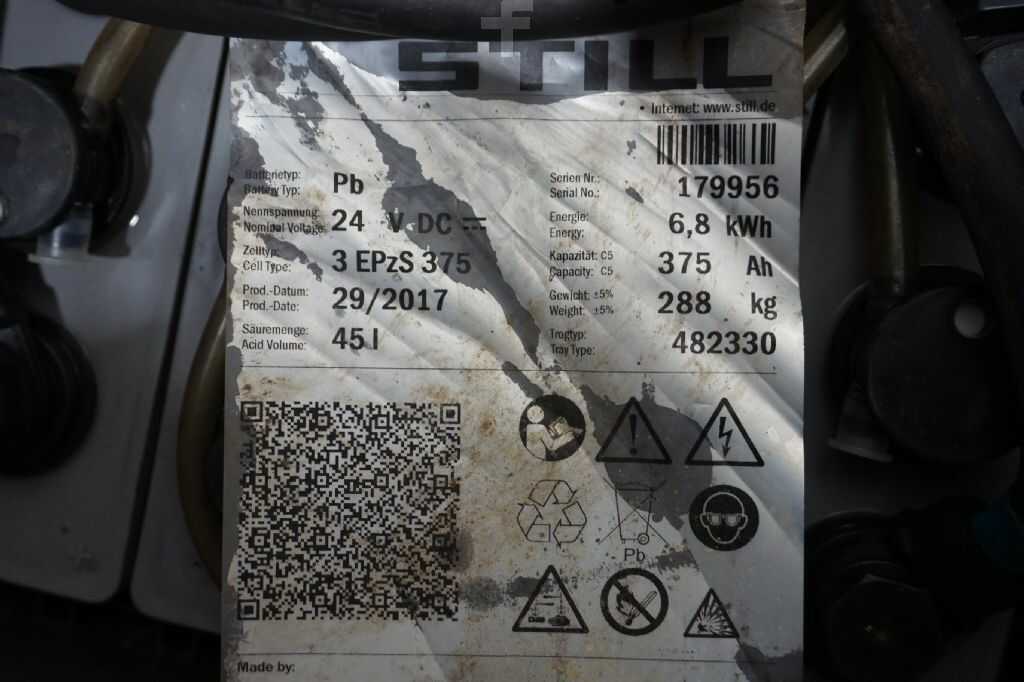 f
STILL
• Internet: www.still.de
Batterietyp: Pb Serien Nr.: 179956
Battery Typ: Serial No.:
Nennspannung: 24 V DC Energie: 6,8 kWh
Nominal Voltage: Energy:
Zelltyp: 3 EPzS 375 Kapazität: C5 375 Ah
Cell Type: Capacity: C5
Prod.-Datum: 29/2017 Gewicht: ±5% 288 kg
Prod.-Date: Weight: ±5%
Säuremenge: 45 l Trogtyp: 482330
Acid Volume: Tray Type:
Pb
Made by: